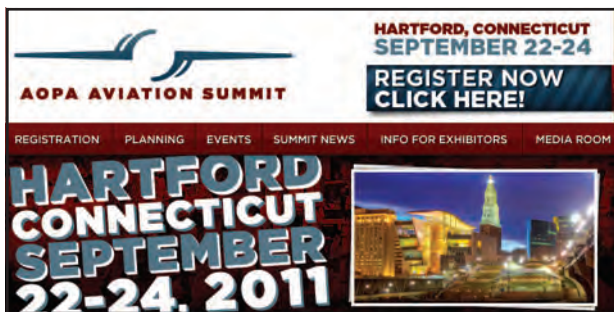 AOPA AVIATION SUMMIT
HARTFORD, CONNECTICUT
SEPTEMBER 22-24
REGISTER NOW
CLICK HERE!
REGISTRATION PLANNING EVENTS SUMMIT NEWS INFO FOR EXHIBITORS MEDIA ROOM
HARTFORD
CONNECTICUT
SEPTEMBER
22-24, 2011